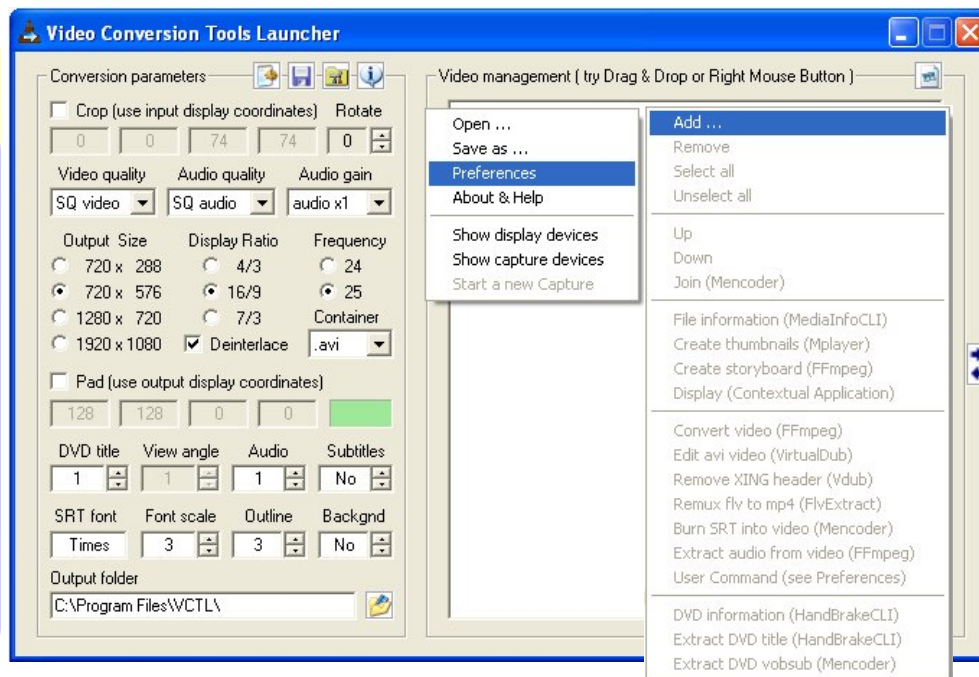 Video Conversion Tools Launcher
Conversion parameters
Crop (use input display coordinates) Rotate
0 0 74 74 0
Video quality Audio quality Audio gain
SQ video SQ audio audio x1
Output Size Display Ratio Frequency
720 x 288 4/3 24
720 x 576 16/9 25
1280 x 720 7/3 Container
1920 x 1080 Deinterlace .avi
Pad (use output display coordinates)
128 128 0 0
DVD title View angle Audio Subtitles
1 1 1 No
SRT font Font scale Outline Backgnd
Times 3 3 No
Output folder
C:\Program Files\VCTL\
Video management ( try Drag & Drop or Right Mouse Button )
Open ...
Save as ...
Preferences
About & Help
Show display devices
Show capture devices
Start a new Capture
Add ...
Remove
Select all
Unselect all
Up
Down
Join (Mencoder)
File information (MediaInfoCLI)
Create thumbnails (Mplayer)
Create storyboard (FFmpeg)
Display (Contextual Application)
Convert video (FFmpeg)
Edit avi video (VirtualDub)
Remove XING header (Vdub)
Remux flv to mp4 (FlvExtract)
Burn SRT into video (Mencoder)
Extract audio from video (FFmpeg)
User Command (see Preferences)
DVD information (HandBrakeCLI)
Extract DVD title (HandBrakeCLI)
Extract DVD vobsub (Mencoder)